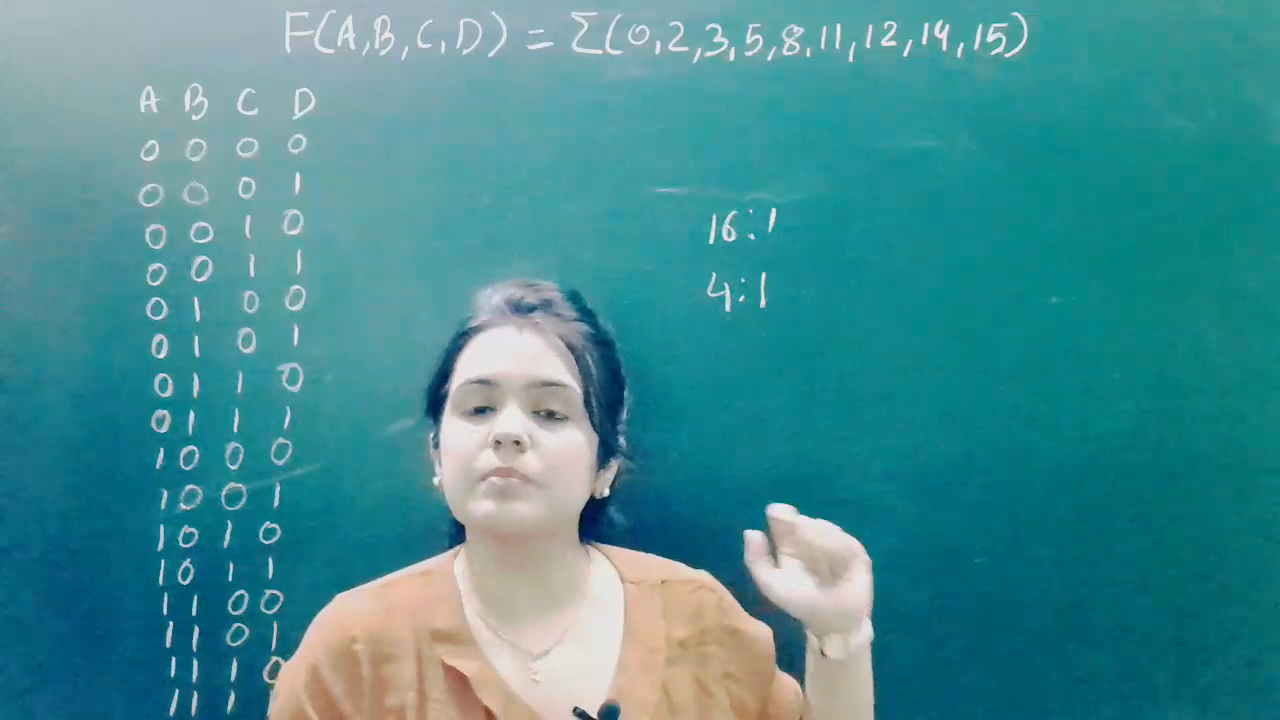 F(A,B,C,D) = Σ(0,2,3,5,8,11,12,14,15)
A B C D
0 0 0 0
0 0 0 1
0 0 1 0
0 0 1 1
0 1 0 0
0 1 0 1
0 1 1 0
0 1 1 1
1 0 0 0
1 0 0 1
1 0 1 0
1 0 1 1
1 1 0 0
1 1 0 1
1 1 1 0
1 1 1
16:1
4:1